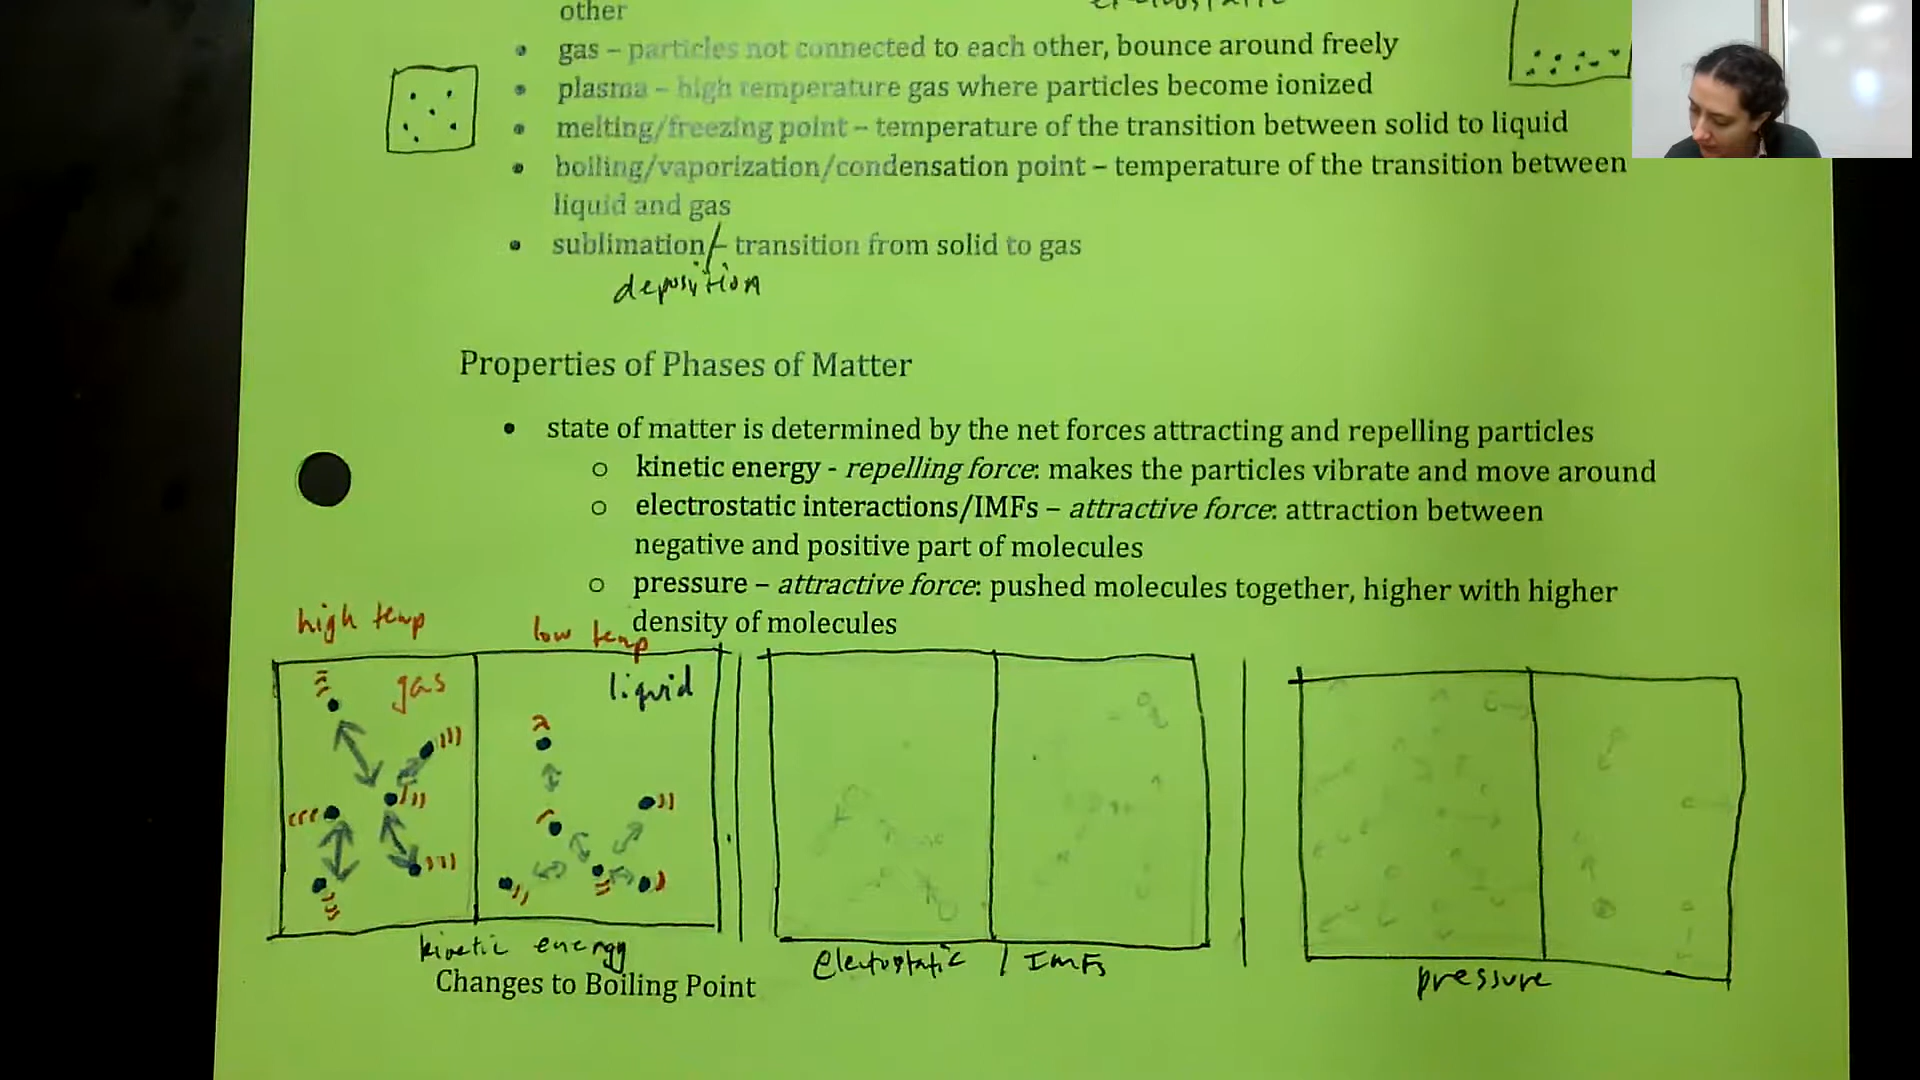 other
gas – particles not connected to each other, bounce around freely
plasma – high temperature gas where particles become ionized
melting/freezing point – temperature of the transition between solid to liquid
boiling/vaporization/condensation point – temperature of the transition between
liquid and gas
sublimation/– transition from solid to gas
deposition
Properties of Phases of Matter
state of matter is determined by the net forces attracting and repelling particles
kinetic energy - repelling force: makes the particles vibrate and move around
electrostatic interactions/IMFs – attractive force: attraction between
negative and positive part of molecules
pressure – attractive force: pushed molecules together, higher with higher
density of molecules
high temp
low temp
gas
liquid
kinetic energy
electostatic / IMFs
pressure
Changes to Boiling Point